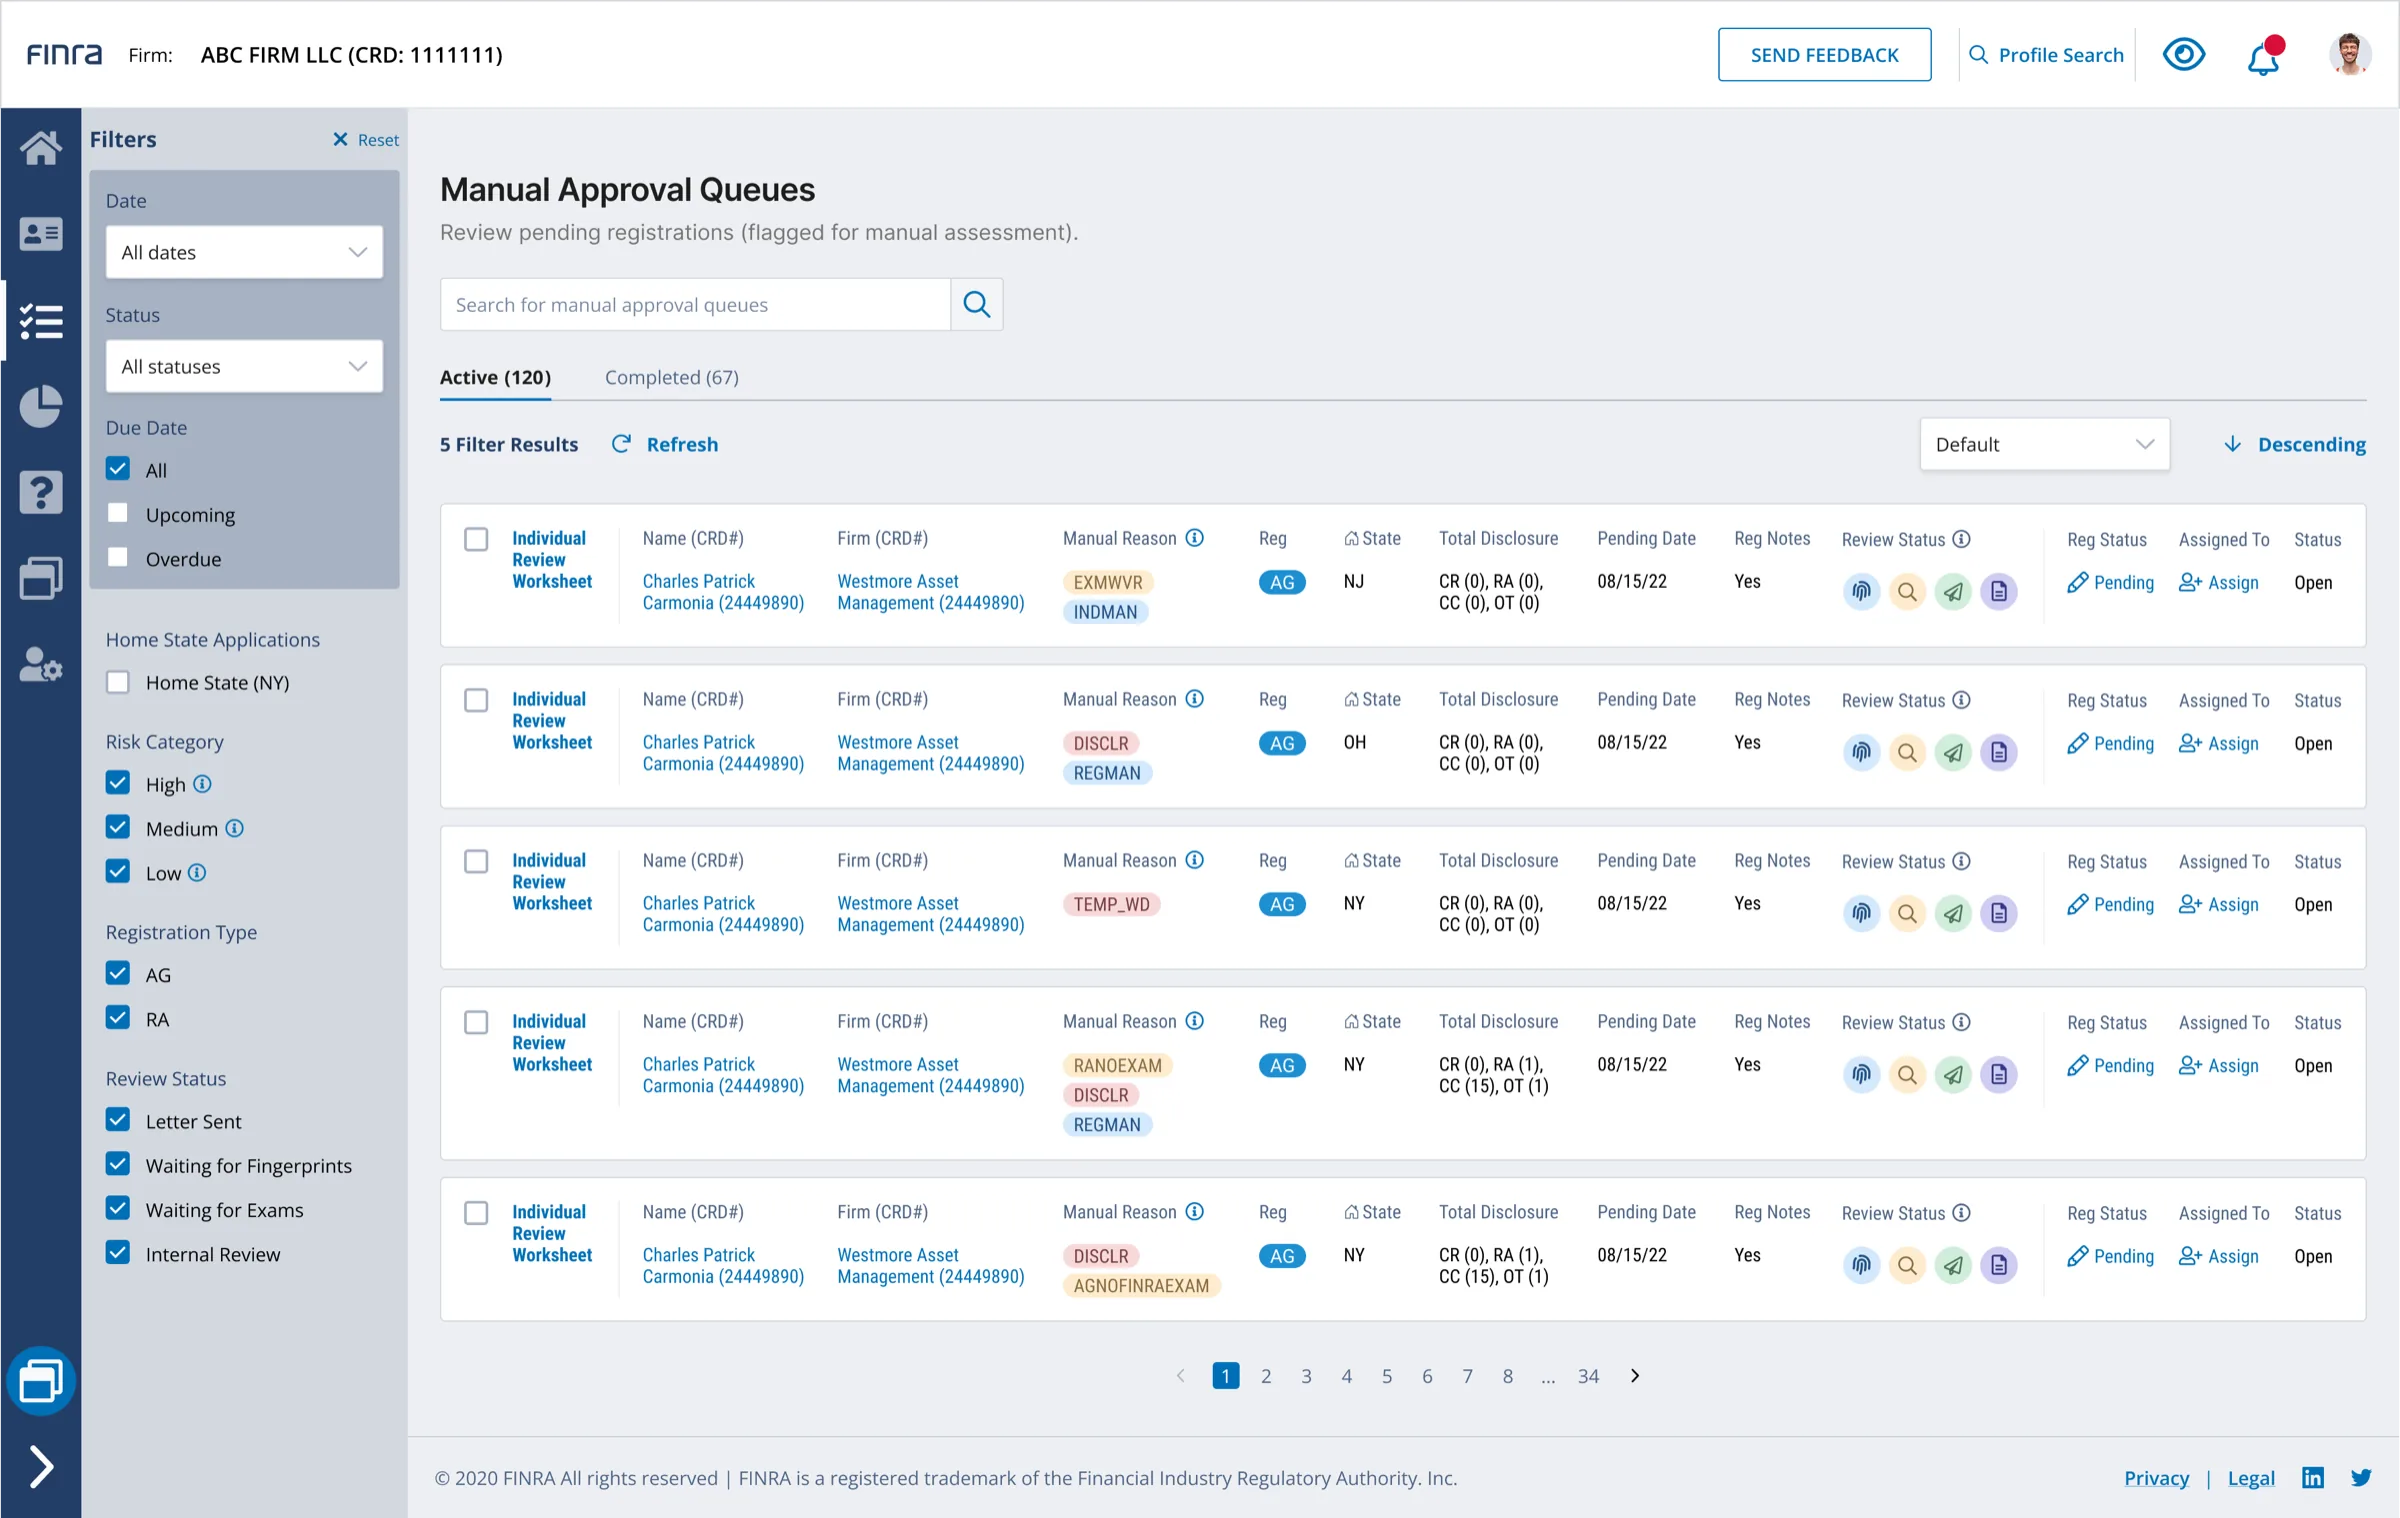 FINRA
Firm: ABC FIRM LLC (CRD: 1111111)
SEND FEEDBACK
Profile Search
Filters
Reset
Date
All dates
Status
All statuses
Due Date
All
Upcoming
Overdue
Home State Applications
Home State (NY)
Risk Category
High
Medium
Low
Registration Type
AG
RA
Review Status
Letter Sent
Waiting for Fingerprints
Waiting for Exams
Internal Review
Manual Approval Queues
Review pending registrations (flagged for manual assessment).
Search for manual approval queues
Active (120) Completed (67)
5 Filter Results Refresh Default Descending
Individual Name (CRD#) Firm (CRD#) Manual Reason Reg State Total Disclosure Pending Date Reg Notes Review Status Reg Status Assigned To Status
Review
Worksheet Charles Patrick Westmore Asset EXMWVR AG NJ CR (0), RA (0), 08/15/22 Yes Pending Assign Open
Carmonia (24449890) Management (24449890) INDMAN CC (0), OT (0)
Individual Name (CRD#) Firm (CRD#) Manual Reason Reg State Total Disclosure Pending Date Reg Notes Review Status Reg Status Assigned To Status
Review
Worksheet Charles Patrick Westmore Asset DISCLR AG OH CR (0), RA (0), 08/15/22 Yes Pending Assign Open
Carmonia (24449890) Management (24449890) REGMAN CC (0), OT (0)
Individual Name (CRD#) Firm (CRD#) Manual Reason Reg State Total Disclosure Pending Date Reg Notes Review Status Reg Status Assigned To Status
Review
Worksheet Charles Patrick Westmore Asset TEMP_WD AG NY CR (0), RA (0), 08/15/22 Yes Pending Assign Open
Carmonia (24449890) Management (24449890) CC (0), OT (0)
Individual Name (CRD#) Firm (CRD#) Manual Reason Reg State Total Disclosure Pending Date Reg Notes Review Status Reg Status Assigned To Status
Review
Worksheet Charles Patrick Westmore Asset RANOEXAM AG NY CR (0), RA (1), 08/15/22 Yes Pending Assign Open
Carmonia (24449890) Management (24449890) DISCLR CC (15), OT (1)
REGMAN
Individual Name (CRD#) Firm (CRD#) Manual Reason Reg State Total Disclosure Pending Date Reg Notes Review Status Reg Status Assigned To Status
Review
Worksheet Charles Patrick Westmore Asset DISCLR AG NY CR (0), RA (1), 08/15/22 Yes Pending Assign Open
Carmonia (24449890) Management (24449890) AGNOFINRAEXAM CC (15), OT (1)
1 2 3 4 5 6 7 8 ... 34
© 2020 FINRA All rights reserved | FINRA is a registered trademark of the Financial Industry Regulatory Authority. Inc.
Privacy | Legal